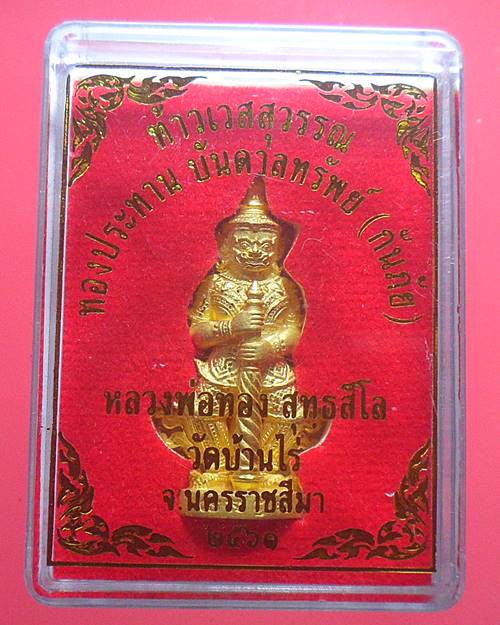 ท้าวเวสสุวรรณ
ทองประทาน บันดาลทรัพย์ (กันภัย)
หลวงพ่อทอง สุทธสีโล
วัดบ้านไร่
จ.นครราชสีมา
๒๕๖๑